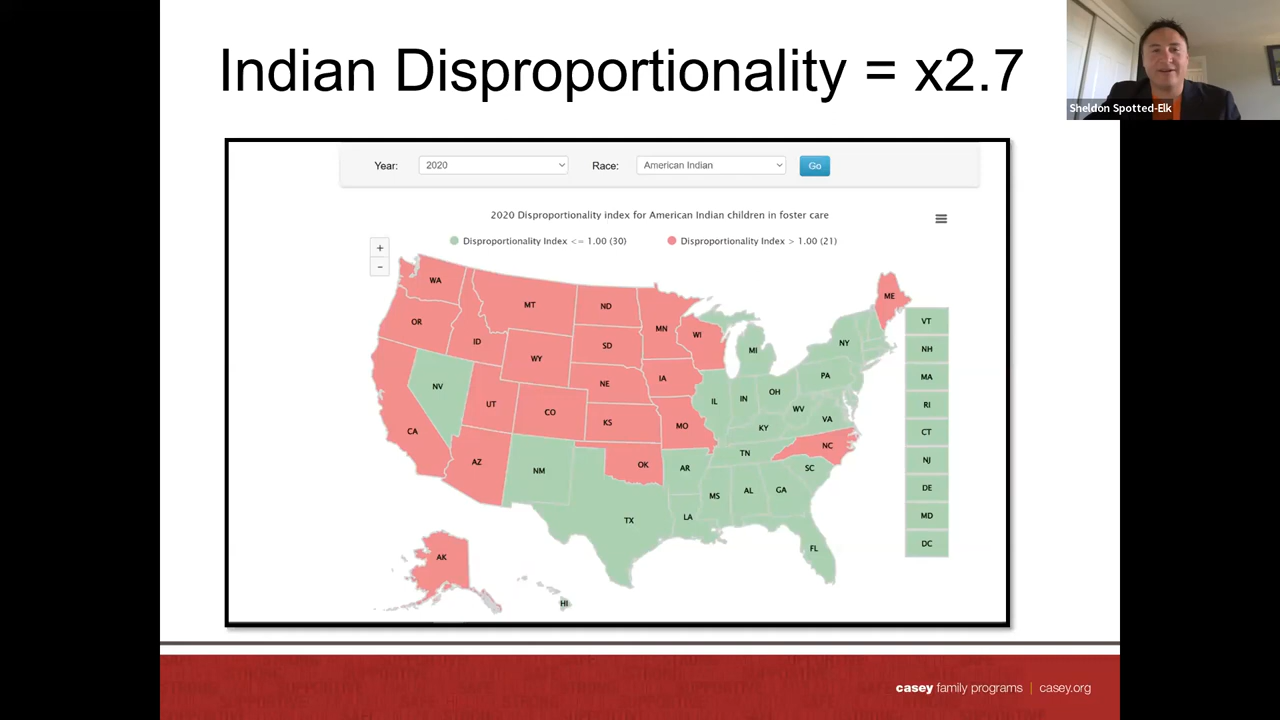 Indian Disproportionality = x2.7
Sheldon Spotted-Elk
Year: 2020 Race: American Indian Go
2020 Disproportionality index for American Indian children in foster care
Disproportionality Index <= 1.00 (30) Disproportionality Index > 1.00 (21)
+
−
WA
MT
ND
ME
OR
ID
MN
WI
SD
WY
MI
NY
VT
NH
NV
NE
IA
PA
MA
UT
CO
IL
IN
OH
WV
RI
CA
KS
MO
KY
VA
CT
AZ
NM
OK
AR
TN
NC
SC
NJ
MS
AL
GA
DE
TX
LA
MD
AK
FL
DC
HI
casey family programs | casey.org